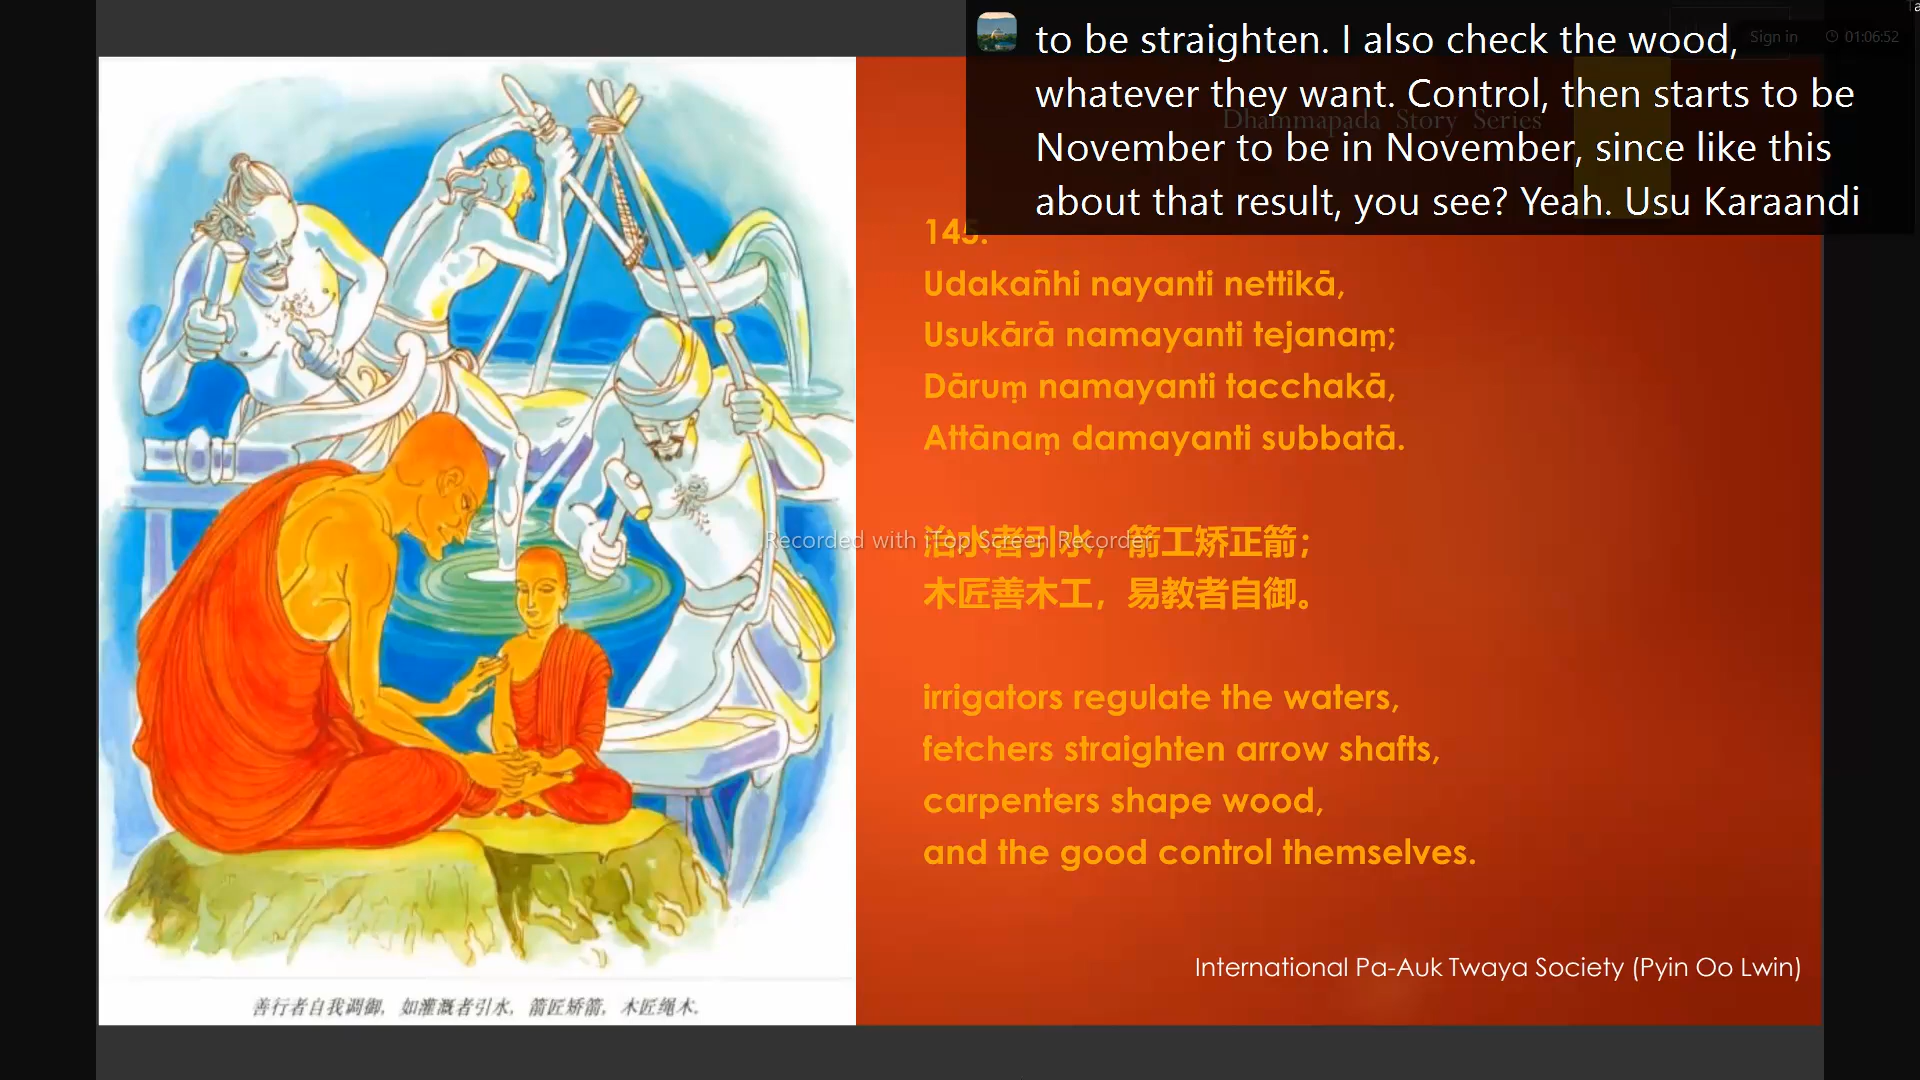 to be straighten. I also check the wood,
whatever they want. Control, then starts to be
November to be in November, since like this
about that result, you see? Yeah. Usu Karaandi
Sign in
01:06:52
Dhammapada Story Series
145.
Udakañhi nayanti nettikā,
Usukārā namayanti tejanaṃ;
Dāruṃ namayanti tacchakā,
Attānaṃ damayanti subbatā.
Recorded with iTop Screen Recorder
治水者引水，箭工矫正箭；
木匠善木工，易教者自御。
irrigators regulate the waters,
fetchers straighten arrow shafts,
carpenters shape wood,
and the good control themselves.
International Pa-Auk Twaya Society (Pyin Oo Lwin)
善行者自我调御，如灌溉者引水，箭匠矫箭，木匠绳木.